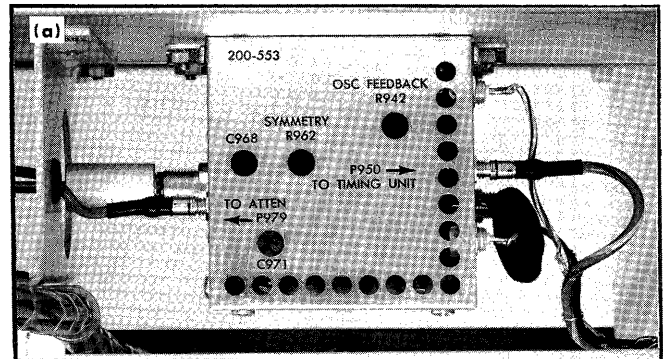 (a)
200-553
OSC FEEDBACK
R942
SYMMETRY
R962
C968
P950
TO TIMING UNIT
TO ATTEN
P979
C971